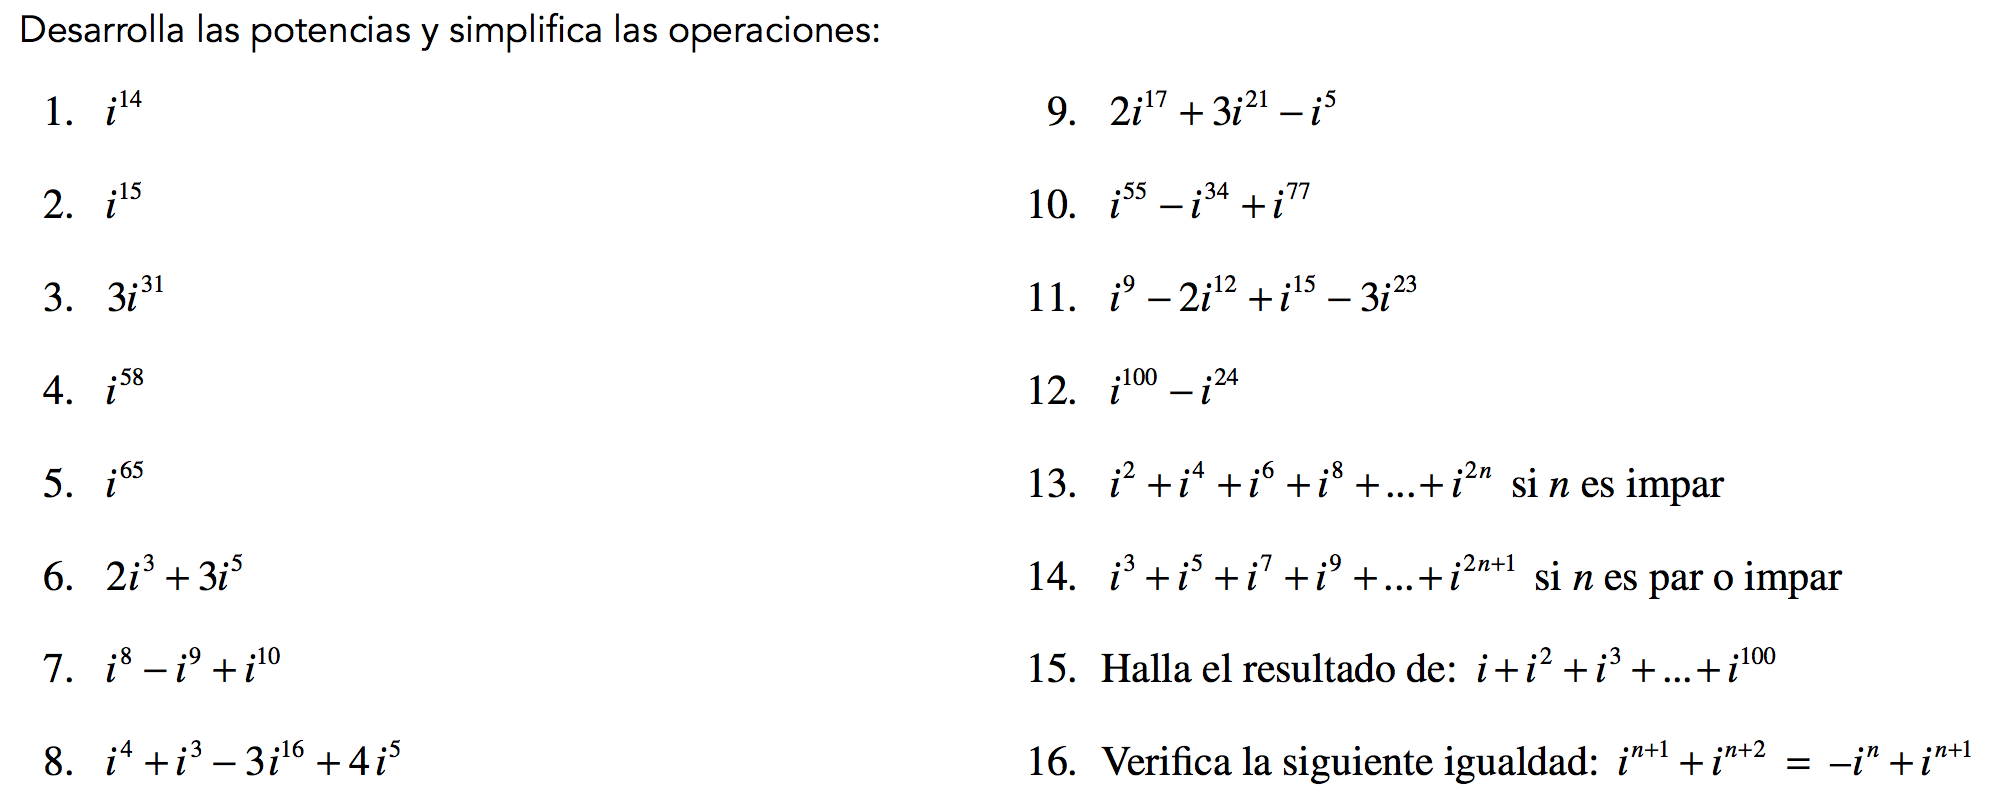 Desarrolla las potencias y simplifica las operaciones:
1. i^14
2. i^15
3. 3i^31
4. i^58
5. i^65
6. 2i^3 + 3i^5
7. i^8 – i^9 + i^10
8. i^4 + i^3 – 3i^16 + 4i^5
9. 2i^17 + 3i^21 – i^5
10. i^55 – i^34 + i^77
11. i^9 – 2i^12 + i^15 – 3i^23
12. i^100 – i^24
13. i^2 + i^4 + i^6 + i^8 + ... + i^2n si n es impar
14. i^3 + i^5 + i^7 + i^9 + ... + i^2n+1 si n es par o impar
15. Halla el resultado de: i + i^2 + i^3 + ... + i^100
16. Verifica la siguiente igualdad: i^n+1 + i^n+2 = –i^n + i^n+1